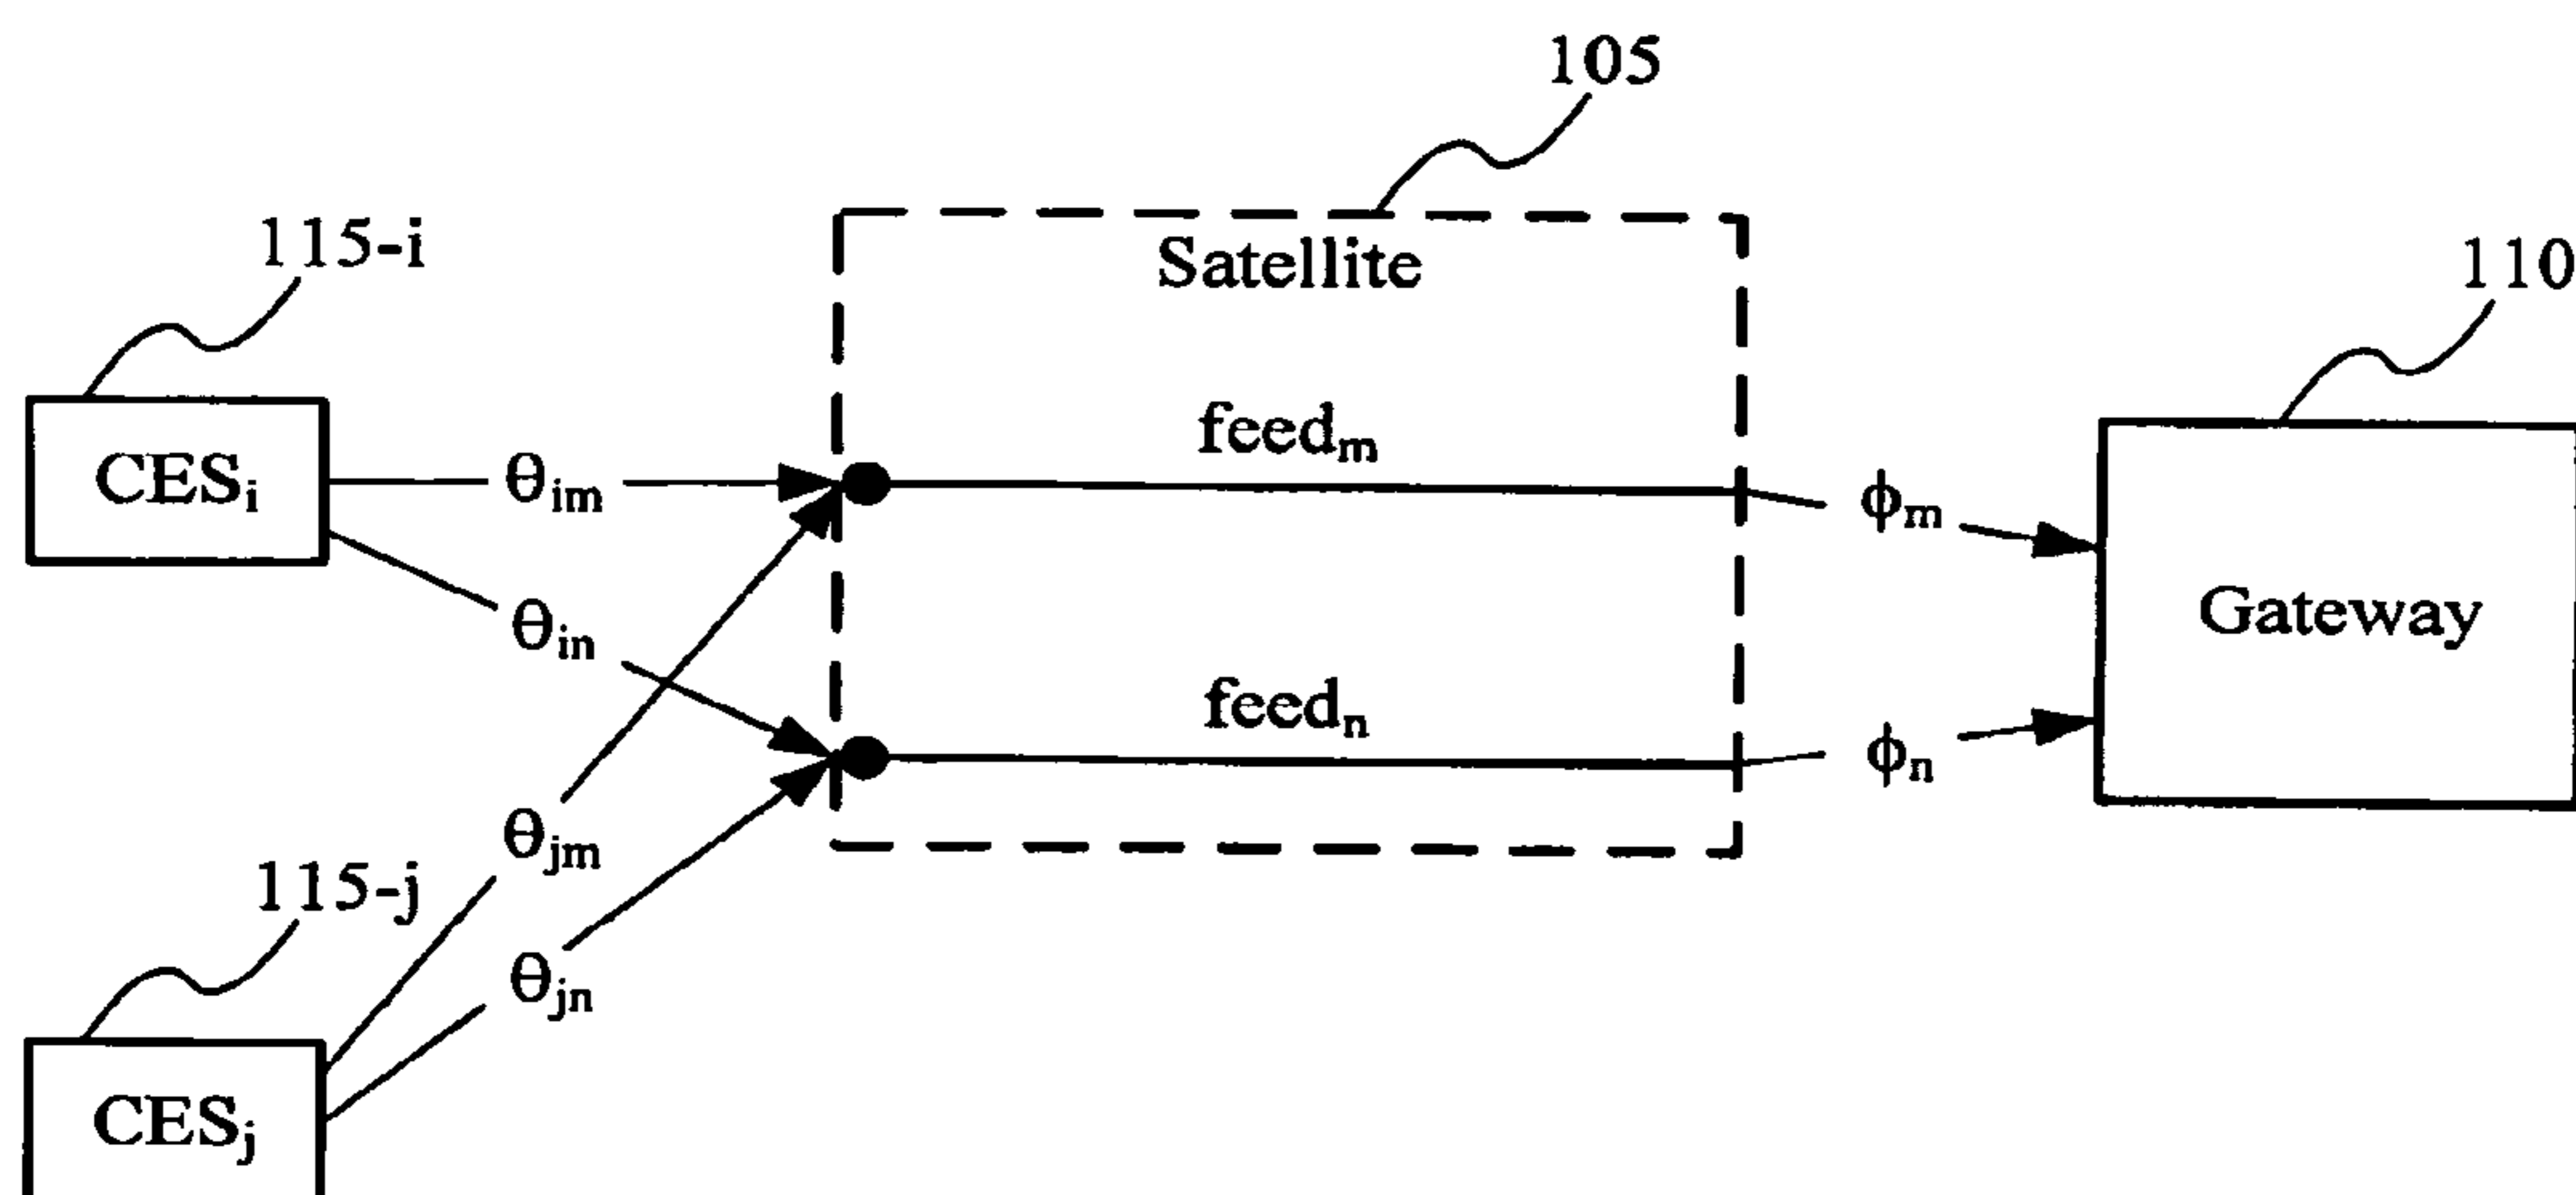 105
115-i
Satellite
110
feedm
CESi
θim
ϕm
Gateway
θin
feedn
ϕn
θjm
115-j
θjn
CESj